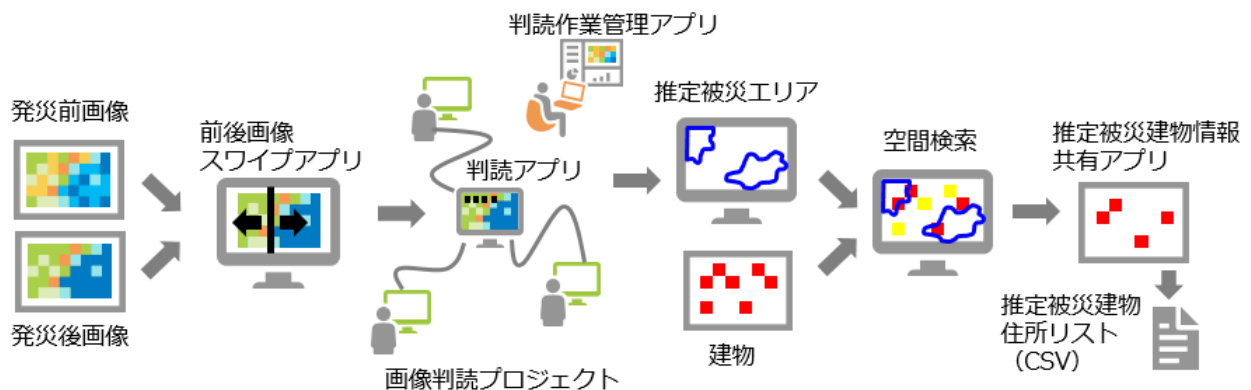 発災前画像
発災後画像
前後画像
スワイプアプリ
判読作業管理アプリ
判読アプリ
画像判読プロジェクト
推定被災エリア
建物
空間検索
推定被災建物情報
共有アプリ
推定被災建物
住所リスト
（CSV）